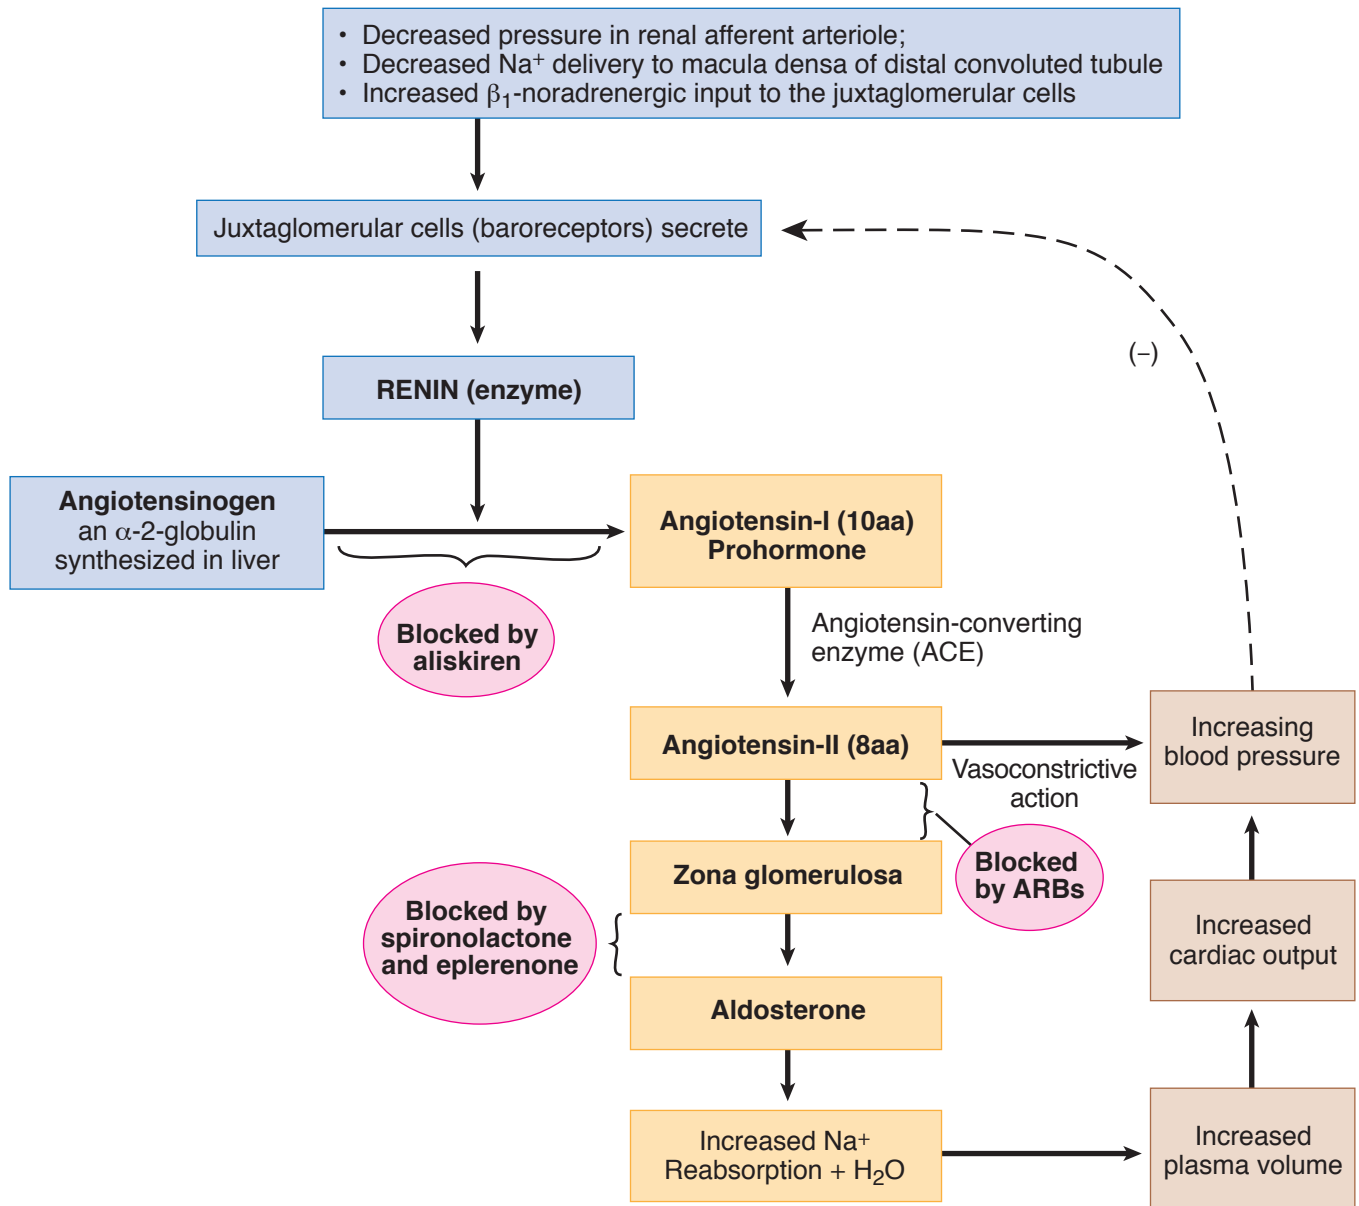 • Decreased pressure in renal afferent arteriole;
• Decreased Na⁺ delivery to macula densa of distal convoluted tubule
• Increased β₁-noradrenergic input to the juxtaglomerular cells
Juxtaglomerular cells (baroreceptors) secrete
(–)
RENIN (enzyme)
Angiotensinogen
an α-2-globulin
synthesized in liver
Angiotensin-I (10aa)
Prohormone
Blocked by
aliskiren
Angiotensin-converting
enzyme (ACE)
Angiotensin-II (8aa)
Vasoconstrictive
action
Increasing
blood pressure
Zona glomerulosa
Blocked
by ARBs
Blocked by
spironolactone
and eplerenone
Increased
cardiac output
Aldosterone
Increased Na⁺
Reabsorption + H₂O
Increased
plasma volume